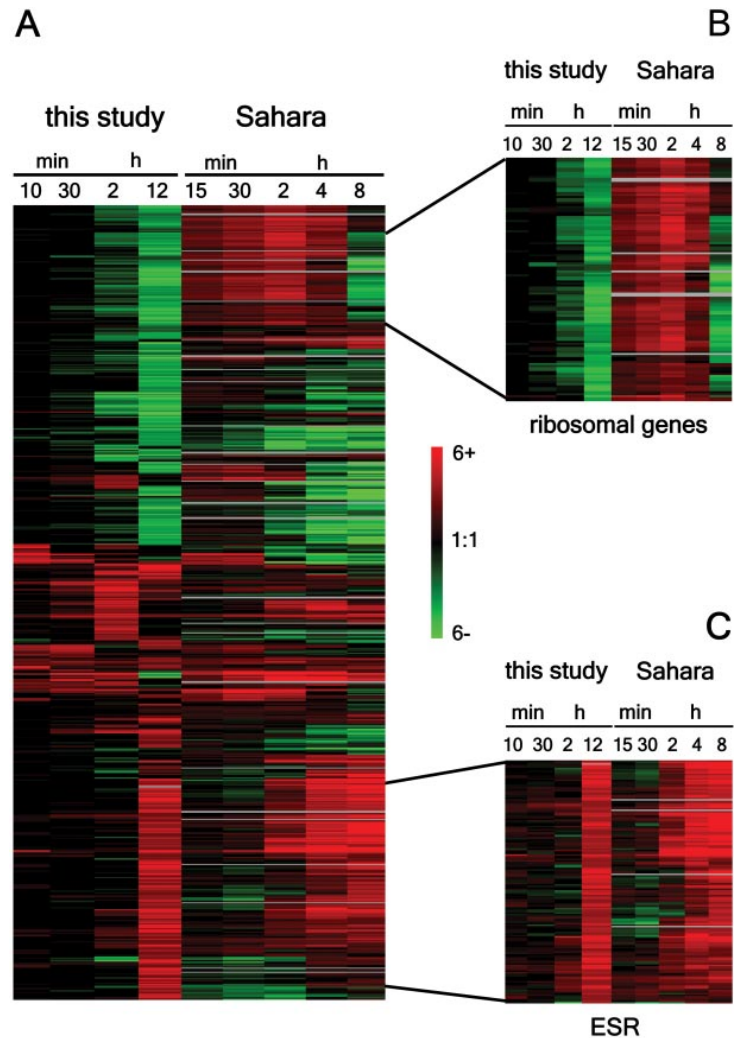 A
this study Sahara
min h min h
10 30 2 12 15 30 2 4 8
B
this study Sahara
min h min h
10 30 2 12 15 30 2 4 8
ribosomal genes
6+
1:1
6-
C
this study Sahara
min h min h
10 30 2 12 15 30 2 4 8
ESR